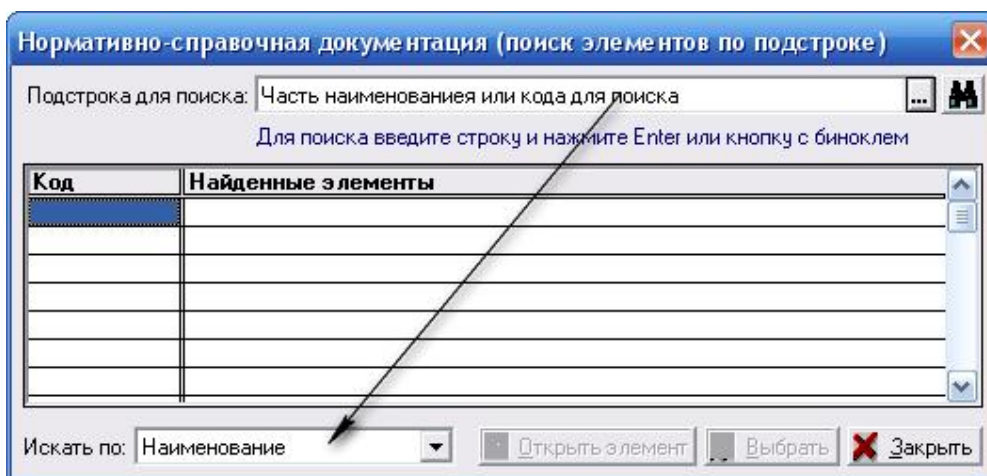 Нормативно-справочная документация (поиск элементов по подстроке)
Подстрока для поиска: Часть наименованиея или кода для поиска ...
Для поиска введите строку и нажмите Enter или кнопку с биноклем
Код Найденные элементы
Искать по: Наименование Открыть элемент Выбрать Закрыть